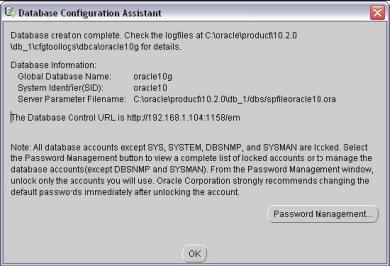 Database Configuration Assistant
Database creation complete. Check the logfiles at C:\oracle\product\10.2.0
\db_1\cfgtoollogs\dbca\oracle10g for details.
Database Information:
Global Database Name: oracle10g
System Identifier(SID): oracle10
Server Parameter Filename: C:\oracle\product\10.2.0\db_1/dbs/spfileoracle10.ora
The Database Control URL is http://192.168.1.104:1158/em
Note: All database accounts except SYS, SYSTEM, DBSNMP, and SYSMAN are locked. Select
the Password Management button to view a complete list of locked accounts or to manage
the database accounts(except DBSNMP and SYSMAN). From the Password Management window,
unlock only the accounts you will use. Oracle Corporation strongly recommends changing the
default passwords immediately after unlocking the account.
Password Management...
OK